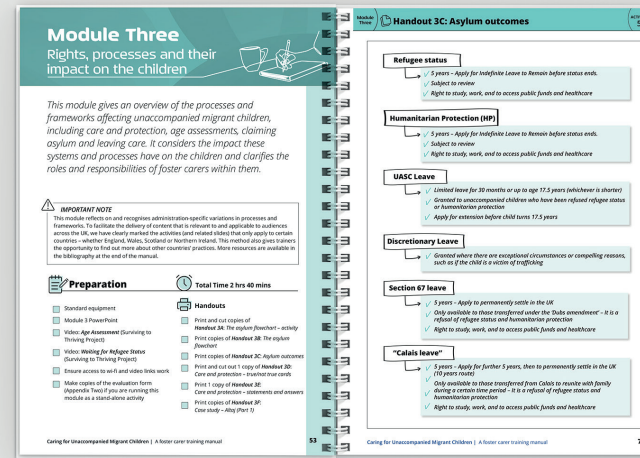 Module Three
Rights, processes and their
impact on the children
This module gives an overview of the processes and
frameworks affecting unaccompanied migrant children,
including care and protection, age assessments, claiming
asylum and leaving care. It considers the impact these
systems and processes have on the children and clarifies the
roles and responsibilities of foster carers within them.
IMPORTANT NOTE
This module reflects on and recognises administration-specific variations in processes and
frameworks. To facilitate the delivery of content that is relevant to and applicable to audiences
across the UK, we have clearly marked the activities (and related slides) that only apply to certain
countries – whether England, Wales, Scotland or Northern Ireland. This method also gives trainers
the opportunity to find out more about other countries' practices. More resources are available in
the bibliography at the end of the manual.
Preparation
Standard equipment
Module 3 PowerPoint
Video: Age Assessment (Surviving to
Thriving Project)
Video: Waiting for Refugee Status
(Surviving to Thriving Project)
Ensure access to wi-fi and video links work
Make copies of the evaluation form
(Appendix Two) if you are running this
module as a stand-alone activity
Total Time 2 hrs 40 mins
Handouts
Print and cut copies of
Handout 3A: The asylum flowchart – activity
Print copies of Handout 3B: The asylum
flowchart
Print copies of Handout 3C: Asylum outcomes
Print and cut out 1 copy of Handout 3D:
Care and protection – true/not true cards
Print 1 copy of Handout 3E:
Care and protection – statements and answers
Print copies of Handout 3F:
Case study – Altaj (Part 1)
Caring for Unaccompanied Migrant Children | A foster carer training manual
53
Module
Three
Handout 3C: Asylum outcomes
Refugee status
5 years – Apply for Indefinite Leave to Remain before status ends.
Subject to review
Right to study, work, and to access public funds and healthcare
Humanitarian Protection (HP)
5 years – Apply for Indefinite Leave to Remain before status ends.
Subject to review
Right to study, work, and to access public funds and healthcare
UASC Leave
Limited leave for 30 months or up to age 17.5 years (whichever is shorter)
Granted to unaccompanied children who have been refused refugee status
or humanitarian protection
Apply for extension before child turns 17.5 years
Discretionary Leave
Granted where there are exceptional circumstances or compelling reasons,
such as if the child is a victim of trafficking
Section 67 leave
5 years – Apply to permanently settle in the UK
Only available to those transferred under the 'Dubs amendment' – It is a
refusal of refugee status and humanitarian protection
Right to study, work, and to access public funds and healthcare
"Calais leave"
5 years – Apply for further 5 years, then to permanently settle in the UK
(10 years route)
Only available to those transferred from Calais to reunite with family
during a certain time period – It is a refusal of refugee status and
humanitarian protection
Right to study, work, and to access public funds and healthcare
Caring for Unaccompanied Migrant Children | A foster carer training manual